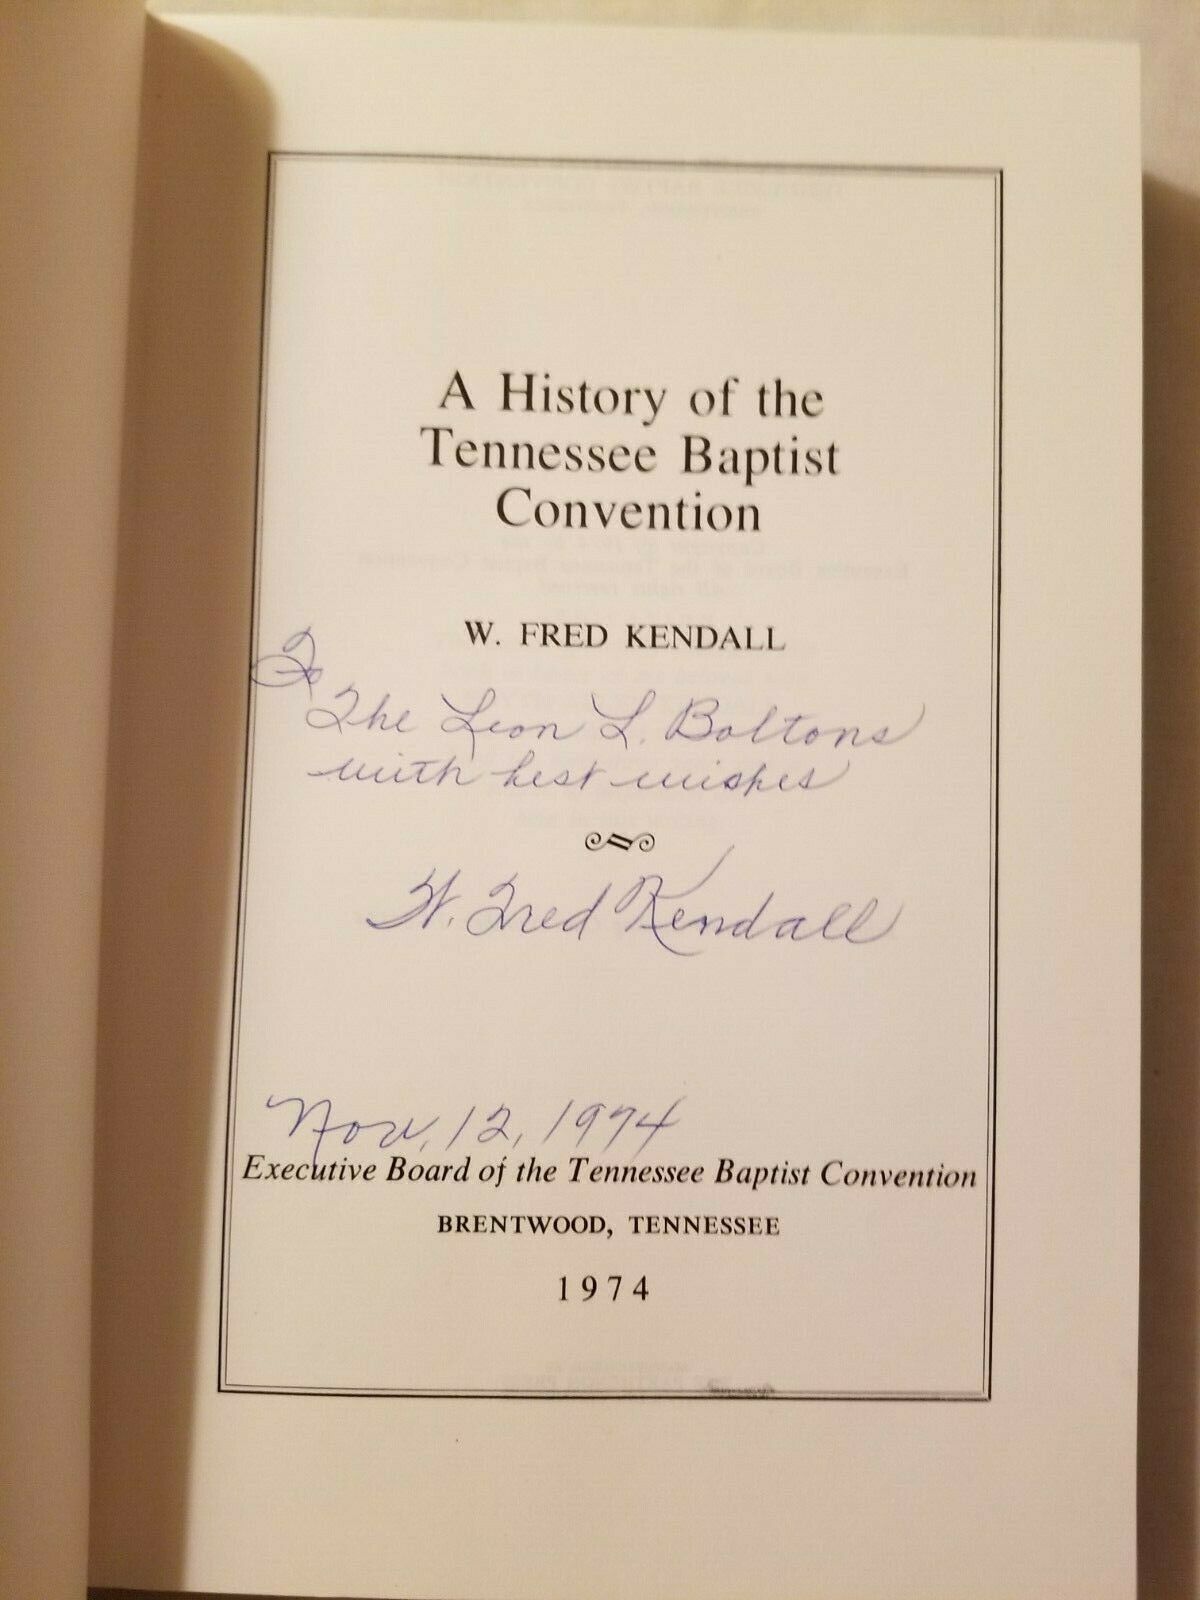 A History of the
Tennessee Baptist
Convention
W. FRED KENDALL
To
The Leon L. Boltons
with best wishes
W. Fred Kendall
Nov. 12, 1974
Executive Board of the Tennessee Baptist Convention
BRENTWOOD, TENNESSEE
1974